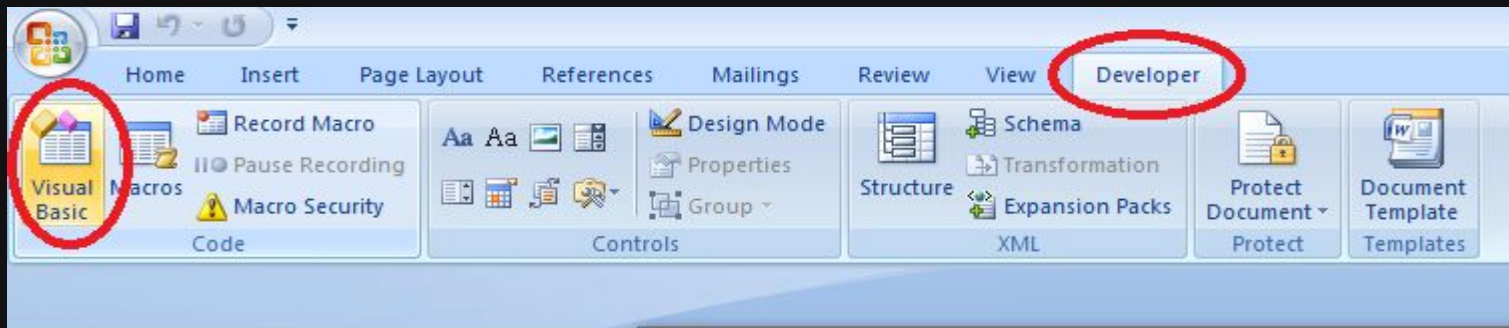 Home Insert Page Layout References Mailings Review View Developer
Visual Basic
Macros
Record Macro
Pause Recording
Macro Security
Code
Aa Aa
Design Mode
Properties
Group
Controls
Structure
Schema
Transformation
Expansion Packs
XML
Protect
Document
Protect
Document
Template
Templates